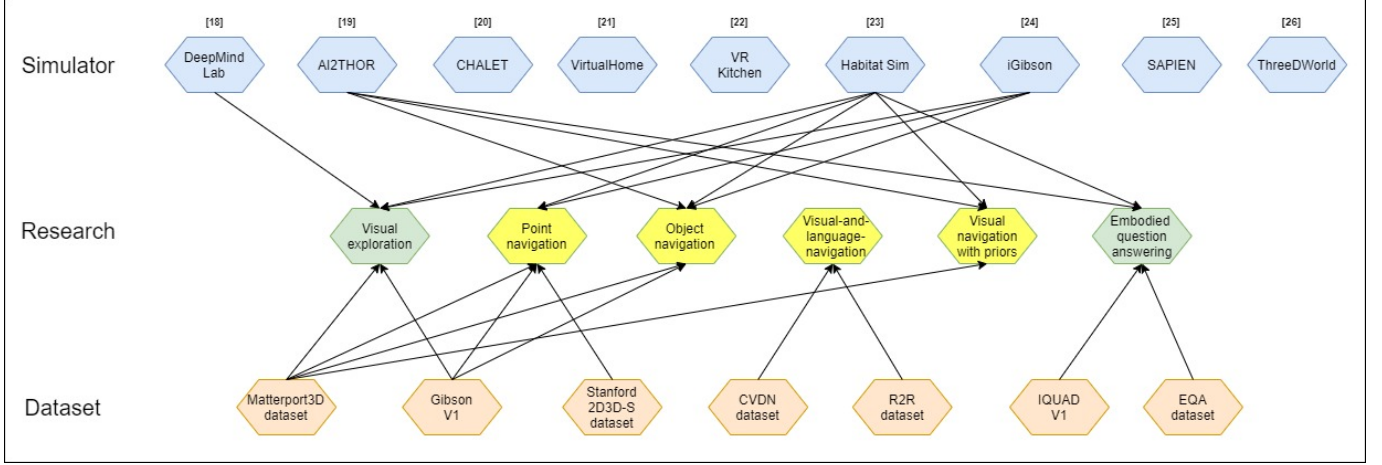 [18] [19] [20] [21] [22] [23] [24] [25] [26]
Simulator
DeepMind
Lab
AI2THOR
CHALET
VirtualHome
VR
Kitchen
Habitat Sim
iGibson
SAPIEN
ThreeDWorld
Research
Visual
exploration
Point
navigation
Object
navigation
Visual-and-
language-
navigation
Visual
navigation
with priors
Embodied
question
answering
Dataset
Matterport3D
dataset
Gibson
V1
Stanford
2D3D-S
dataset
CVDN
dataset
R2R
dataset
IQUAD
V1
EQA
dataset